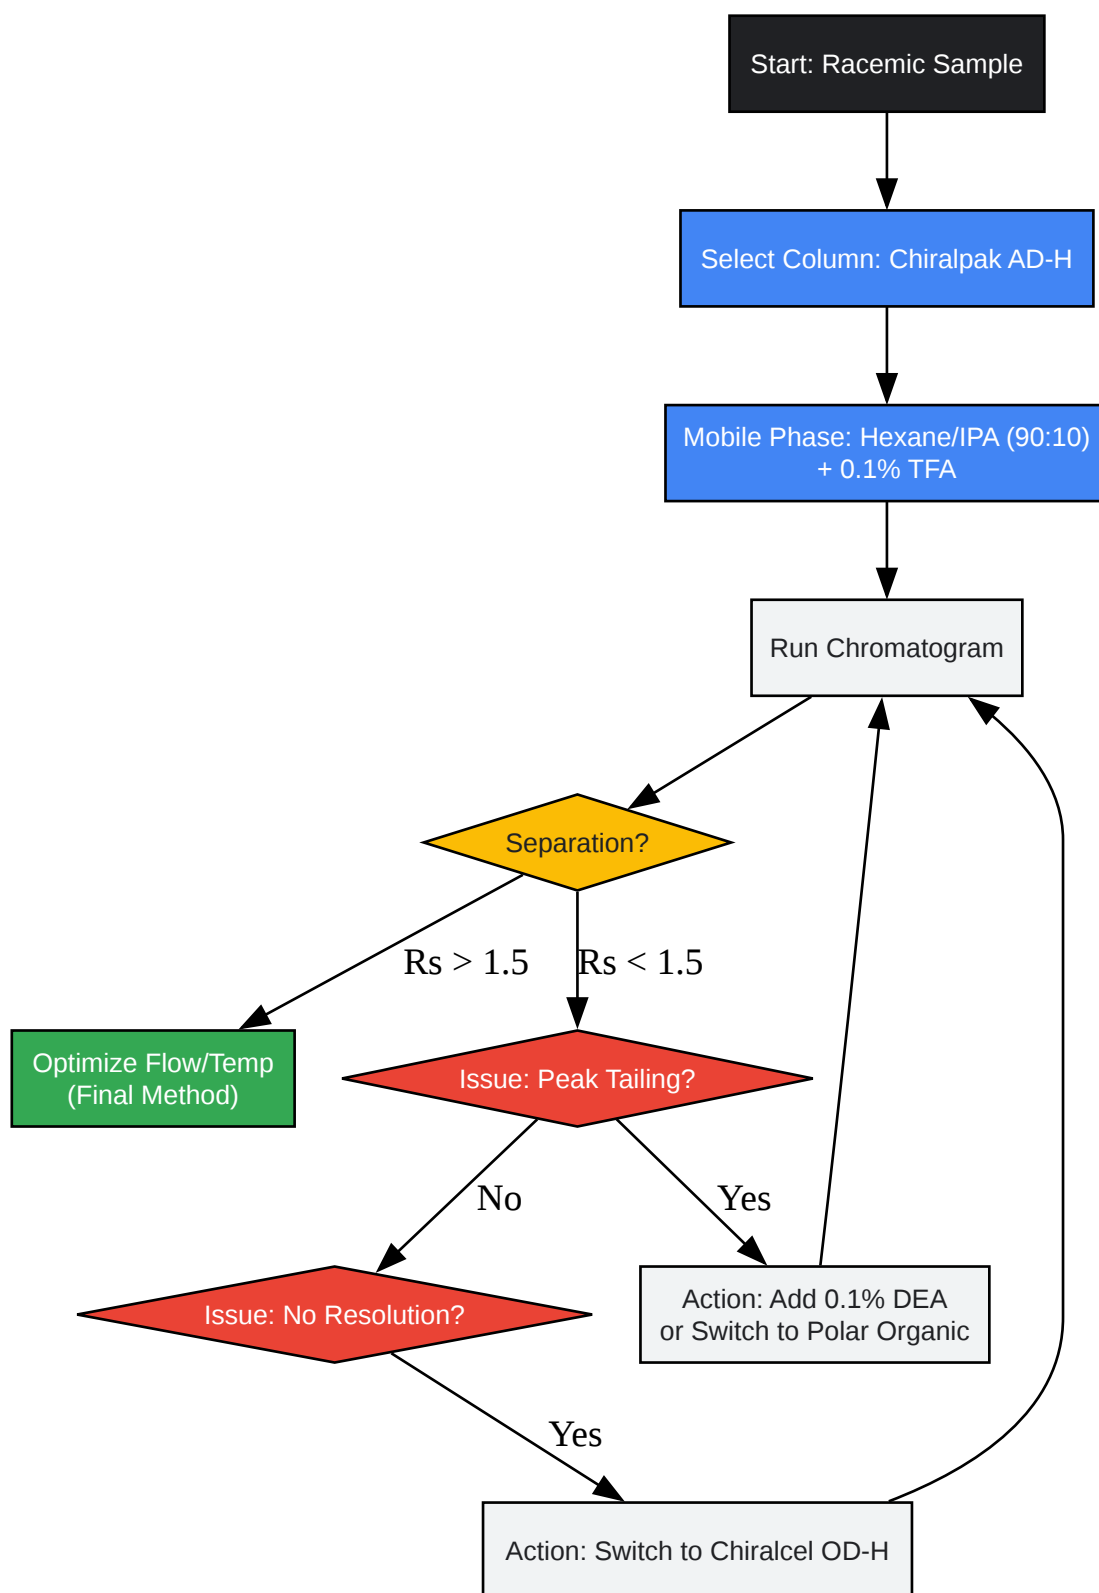 Start: Racemic Sample
Select Column: Chiralpak AD-H
Mobile Phase: Hexane/IPA (90:10)
+ 0.1% TFA
Run Chromatogram
Separation?
Rs > 1.5
Rs < 1.5
Optimize Flow/Temp
(Final Method)
Issue: Peak Tailing?
No
Yes
Issue: No Resolution?
Action: Add 0.1% DEA
or Switch to Polar Organic
Yes
Action: Switch to Chiralcel OD-H